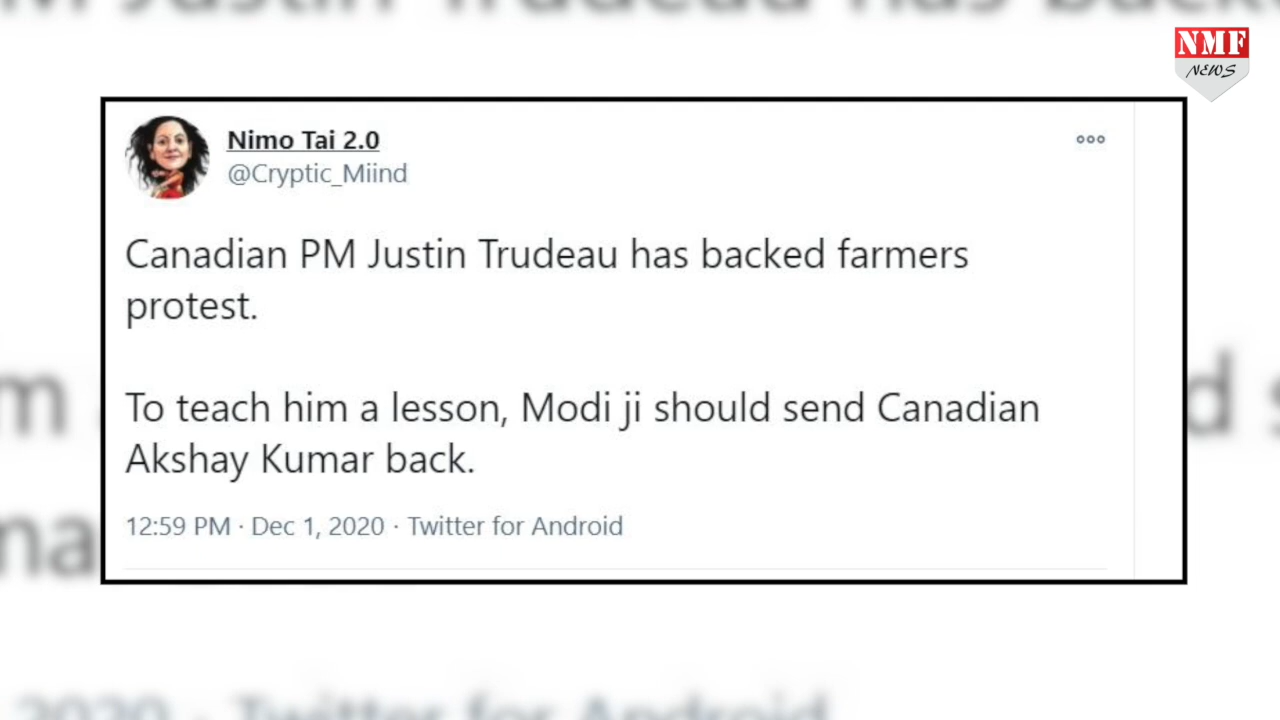 NMF
NEWS
Nimo Tai 2.0
@Cryptic_Miind
Canadian PM Justin Trudeau has backed farmers
protest.
To teach him a lesson, Modi ji should send Canadian
Akshay Kumar back.
12:59 PM · Dec 1, 2020 · Twitter for Android